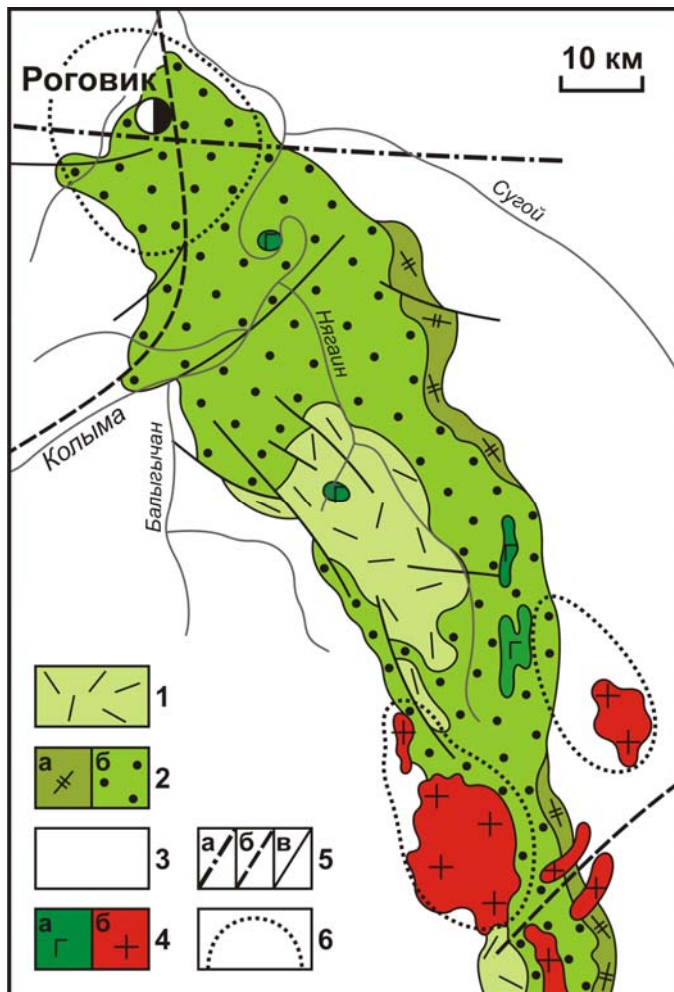 Роговик
10 км
Сугой
Нягаин
Колыма
Балыгычан
1
а б 2
3
а б 4
а б в 5
6